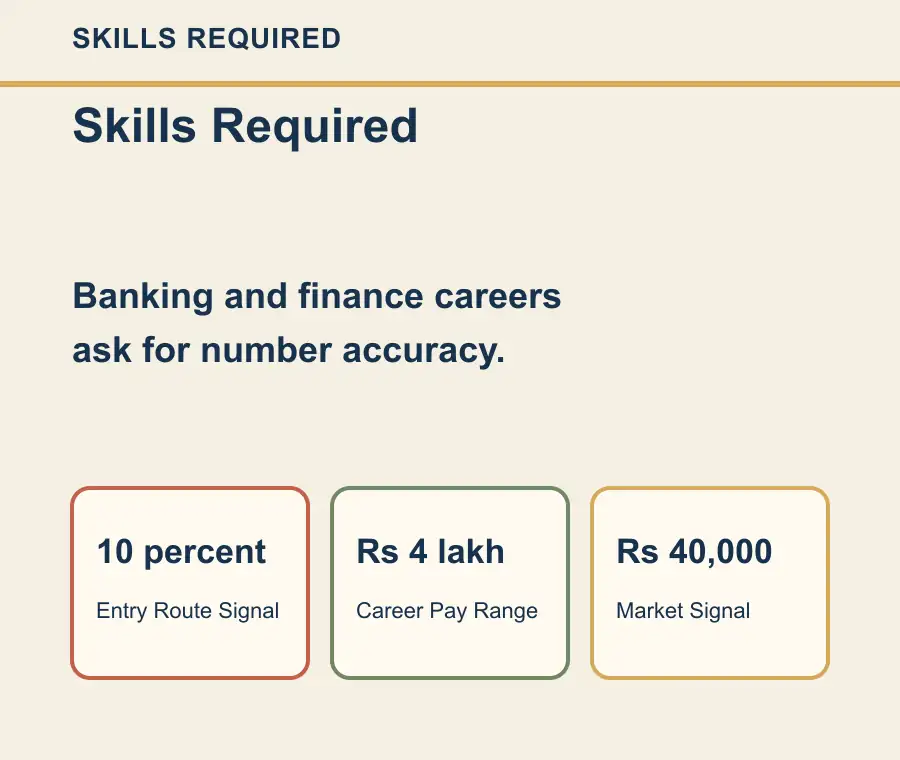 SKILLS REQUIRED
Skills Required
Banking and finance careers
ask for number accuracy.
10 percent
Entry Route Signal
Rs 4 lakh
Career Pay Range
Rs 40,000
Market Signal